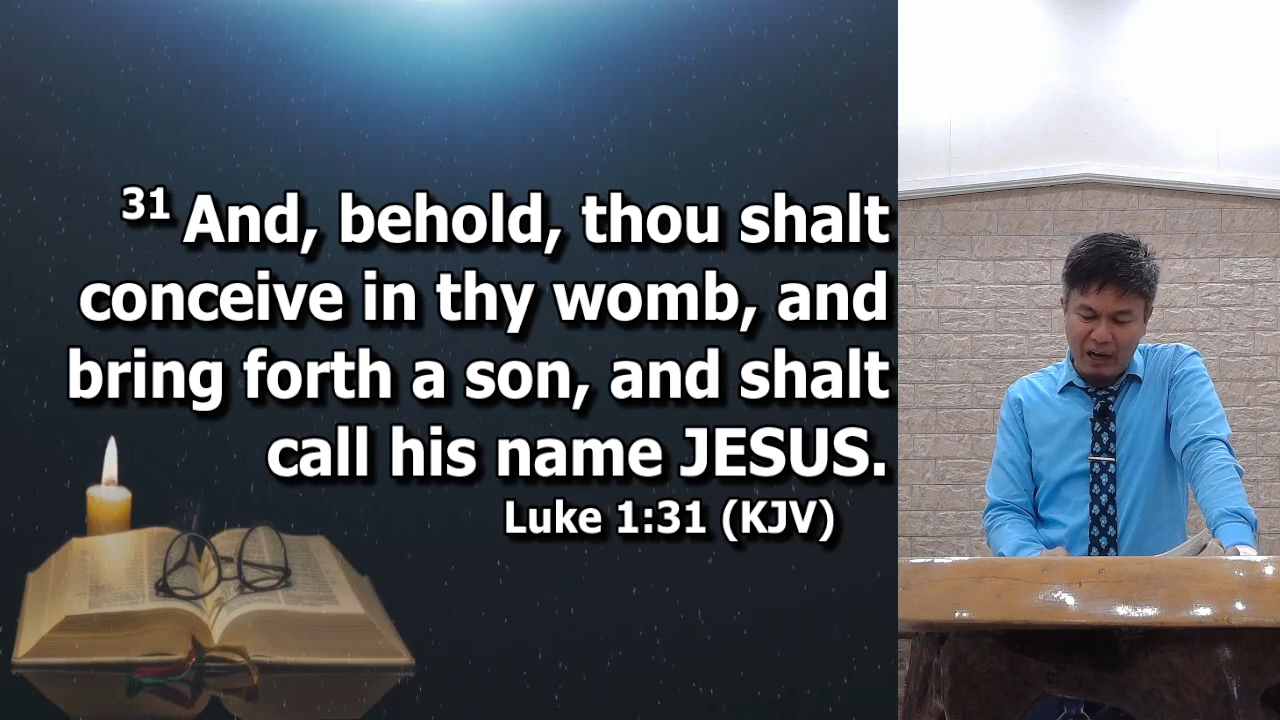 31 And, behold, thou shalt
conceive in thy womb, and
bring forth a son, and shalt
call his name JESUS.
Luke 1:31 (KJV)